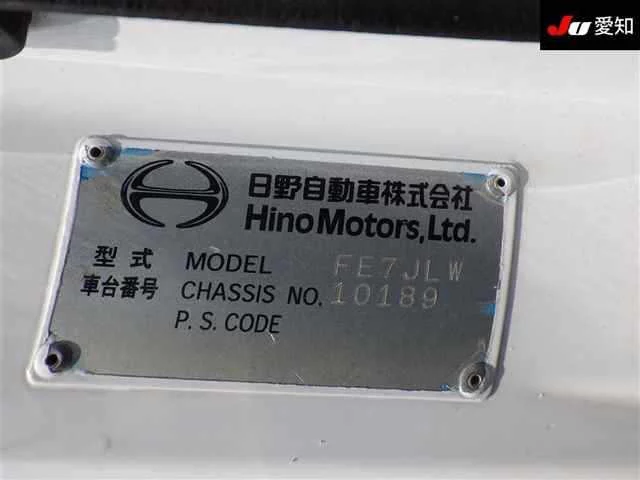 JU 愛知
日野自動車株式会社
Hino Motors, Ltd.
型式 MODEL FE7JLW
車台番号 CHASSIS NO. 10189
P. S. CODE